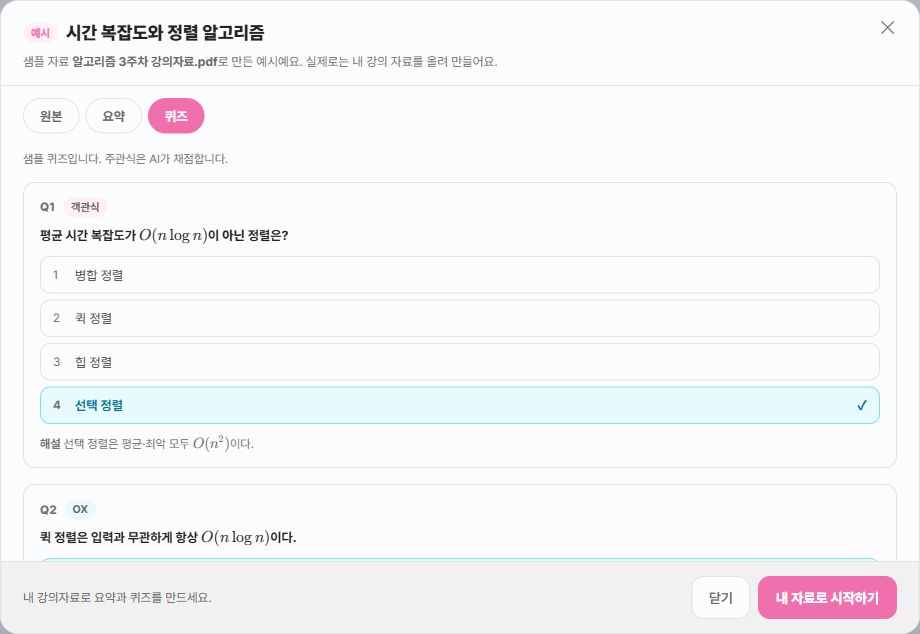 예시 시간 복잡도와 정렬 알고리즘
샘플 자료 알고리즘 3주차 강의자료.pdf로 만든 예시예요. 실제로는 내 강의 자료를 올려 만들어요.
원본 요약 퀴즈
샘플 퀴즈입니다. 주관식은 AI가 채점합니다.
Q1 객관식
평균 시간 복잡도가 O(n log n)이 아닌 정렬은?
1 병합 정렬
2 퀵 정렬
3 힙 정렬
4 선택 정렬 ✓
해설 선택 정렬은 평균·최악 모두 O(n²)이다.
Q2 OX
퀵 정렬은 입력과 무관하게 항상 O(n log n)이다.
내 강의자료로 요약과 퀴즈를 만드세요. 닫기 내 자료로 시작하기